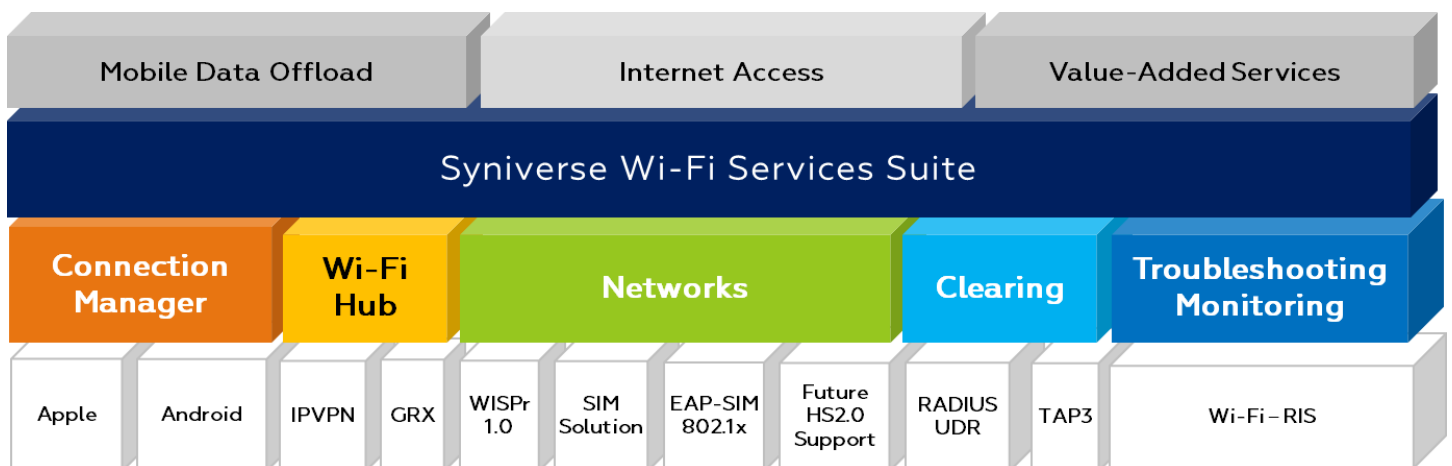 Mobile Data Offload
Internet Access
Value-Added Services
Syniverse Wi-Fi Services Suite
Connection
Manager
Wi-Fi
Hub
Networks
Clearing
Troubleshooting
Monitoring
Apple
Android
IPVPN
GRX
WISPr
1.0
SIM
Solution
EAP-SIM
802.1x
Future
HS2.0
Support
RADIUS
UDR
TAP3
Wi-Fi–RIS